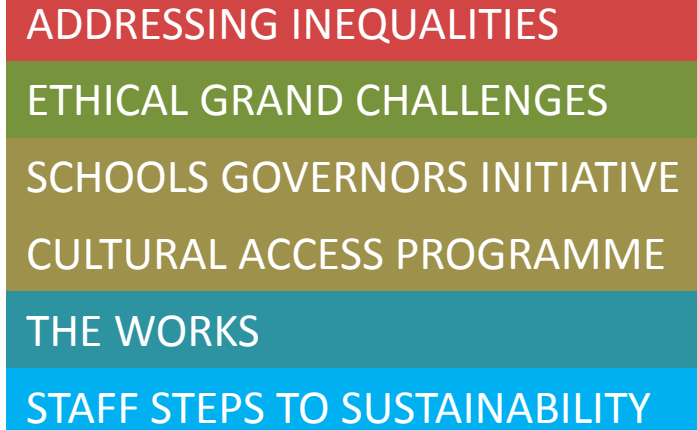 ADDRESSING INEQUALITIES
ETHICAL GRAND CHALLENGES
SCHOOLS GOVERNORS INITIATIVE
CULTURAL ACCESS PROGRAMME
THE WORKS
STAFF STEPS TO SUSTAINABILITY